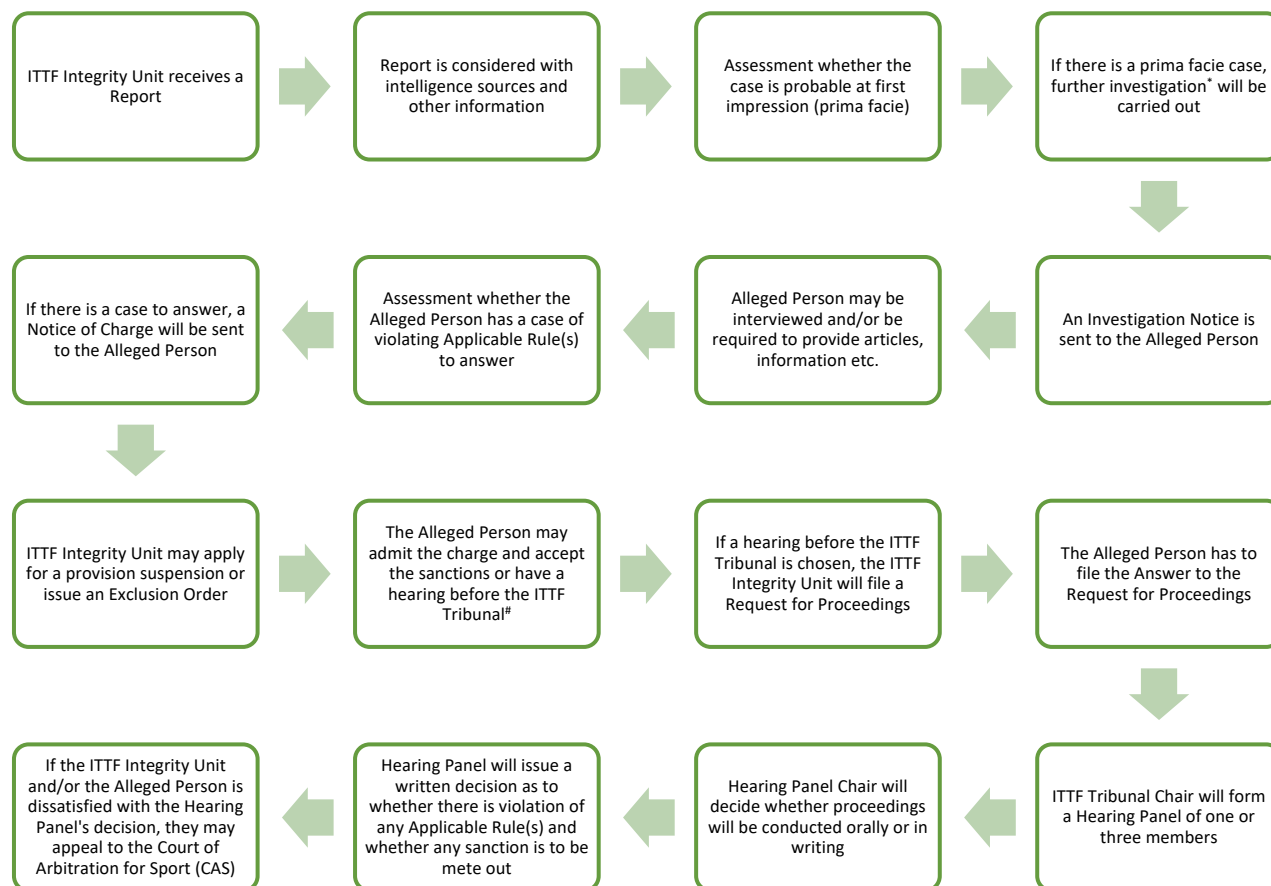 ITTF Integrity Unit receives a
Report
Report is considered with
intelligence sources and
other information
Assessment whether the
case is probable at first
impression (prima facie)
If there is a prima facie case,
further investigation* will be
carried out
An Investigation Notice is
sent to the Alleged Person
Alleged Person may be
interviewed and/or be
required to provide articles,
information etc.
Assessment whether the
Alleged Person has a case of
violating Applicable Rule(s)
to answer
If there is a case to answer, a
Notice of Charge will be sent
to the Alleged Person
ITTF Integrity Unit may apply
for a provision suspension or
issue an Exclusion Order
The Alleged Person may
admit the charge and accept
the sanctions or have a
hearing before the ITTF
Tribunal#
If a hearing before the ITTF
Tribunal is chosen, the ITTF
Integrity Unit will file a
Request for Proceedings
The Alleged Person has to
file the Answer to the
Request for Proceedings
ITTF Tribunal Chair will form
a Hearing Panel of one or
three members
Hearing Panel Chair will
decide whether proceedings
will be conducted orally or in
writing
Hearing Panel will issue a
written decision as to
whether there is violation of
any Applicable Rule(s) and
whether any sanction is to be
mete out
If the ITTF Integrity Unit
and/or the Alleged Person is
dissatisfied with the Hearing
Panel's decision, they may
appeal to the Court of
Arbitration for Sport (CAS)